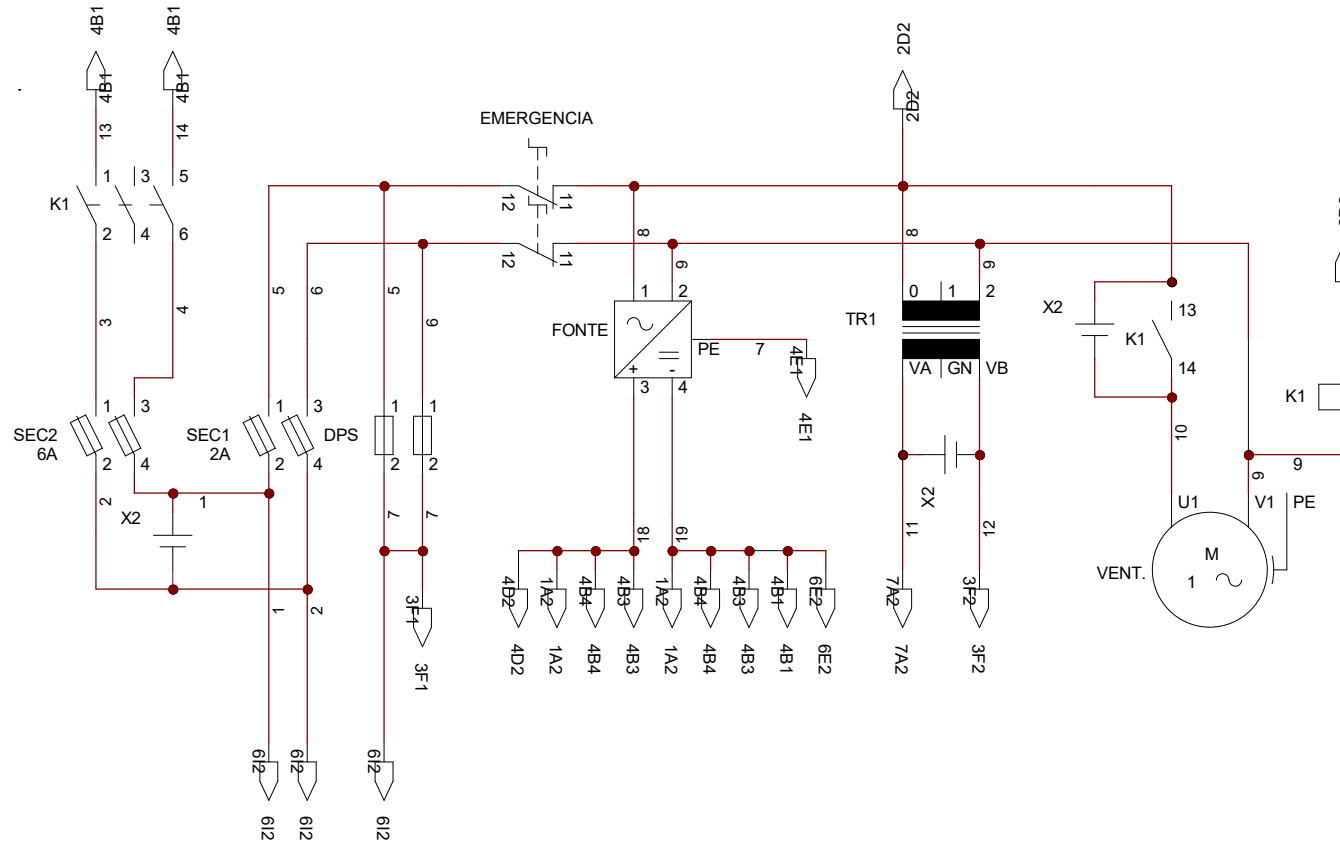 4B1 4B1 2D2
4B1 4B1 2D2
13 14
EMERGENCIA
K1 1 3 5
2 4 6
12 11
12 11
5 6 5 6 8 9 8 9
3 4
0 1 2
TR1
VA GN VB
FONTE 1 2
PE 7 4E1
4E1
+ -
3 4
X2 13
K1
14
K1
10
SEC2
6A
1 3
2 4
SEC1
2A
1 3
2 4
DPS
1 1
2 2
2 1
X2
7 7
18 19
X2
11 12
9
9
U1 V1 PE
M
1
VENT.
1 2
3F1
3F1
4D2 1A2 4B4 4B3 1A2 4B4 4B3 4B1 6E2
4D2 1A2 4B4 4B3 1A2 4B4 4B3 4B1 6E2
7A2 3F2
7A2 3F2
6I2 6I2 6I2
6I2 6I2 6I2